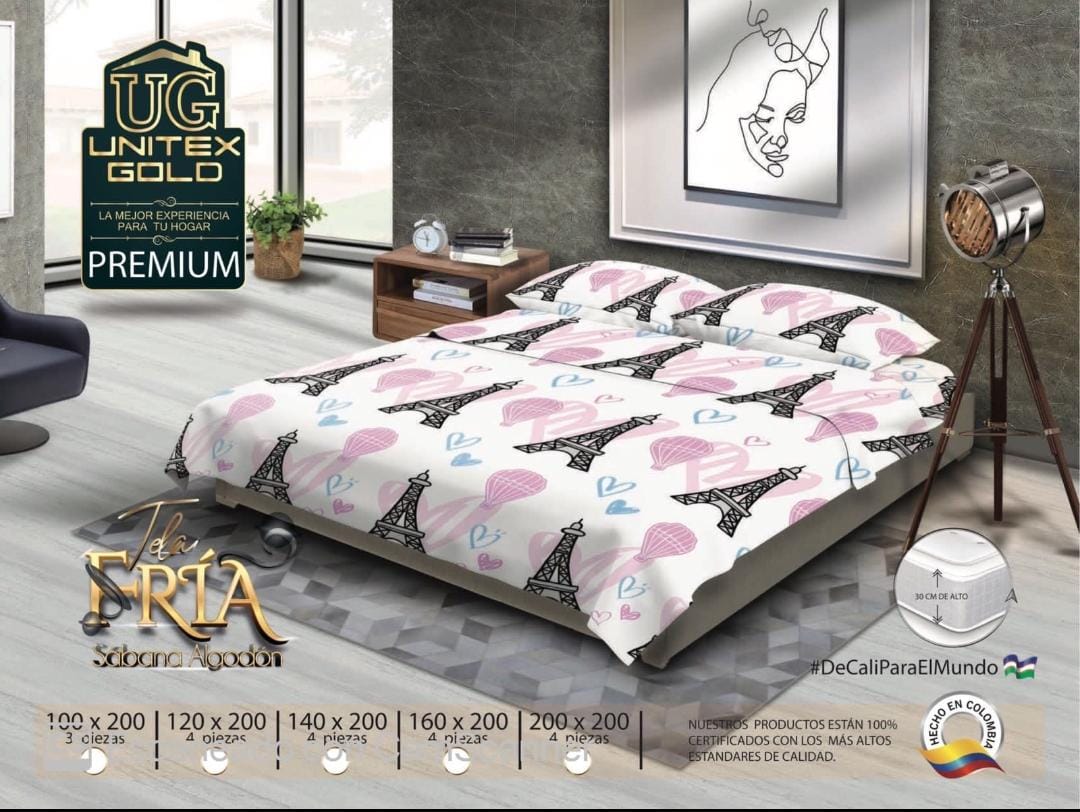 UG
UNITEX
GOLD
LA MEJOR EXPERIENCIA
PARA TU HOGAR
PREMIUM
Tela
FRÍA
Sábana Algodón
30 CM DE ALTO
#DeCaliParaElMundo
100 x 200 | 120 x 200 | 140 x 200 | 160 x 200 | 200 x 200 |
3 piezas 4 piezas 4 piezas 4 piezas 4 piezas
NUESTROS PRODUCTOS ESTÁN 100%
CERTIFICADOS CON LOS MÁS ALTOS
ESTANDARES DE CALIDAD.
HECHO EN COLOMBIA